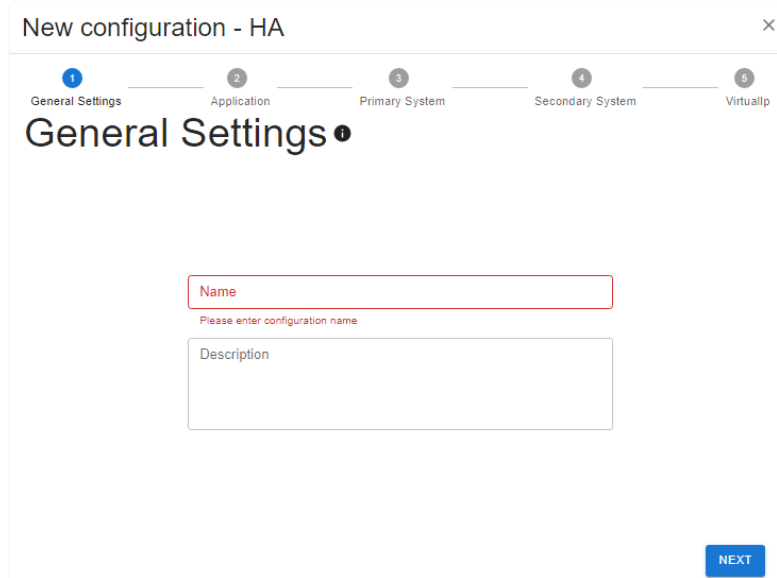 New configuration - HA
1 2 3 4 5
General Settings Application Primary System Secondary System VirtualIp
General Settings
Name
Please enter configuration name
Description
NEXT